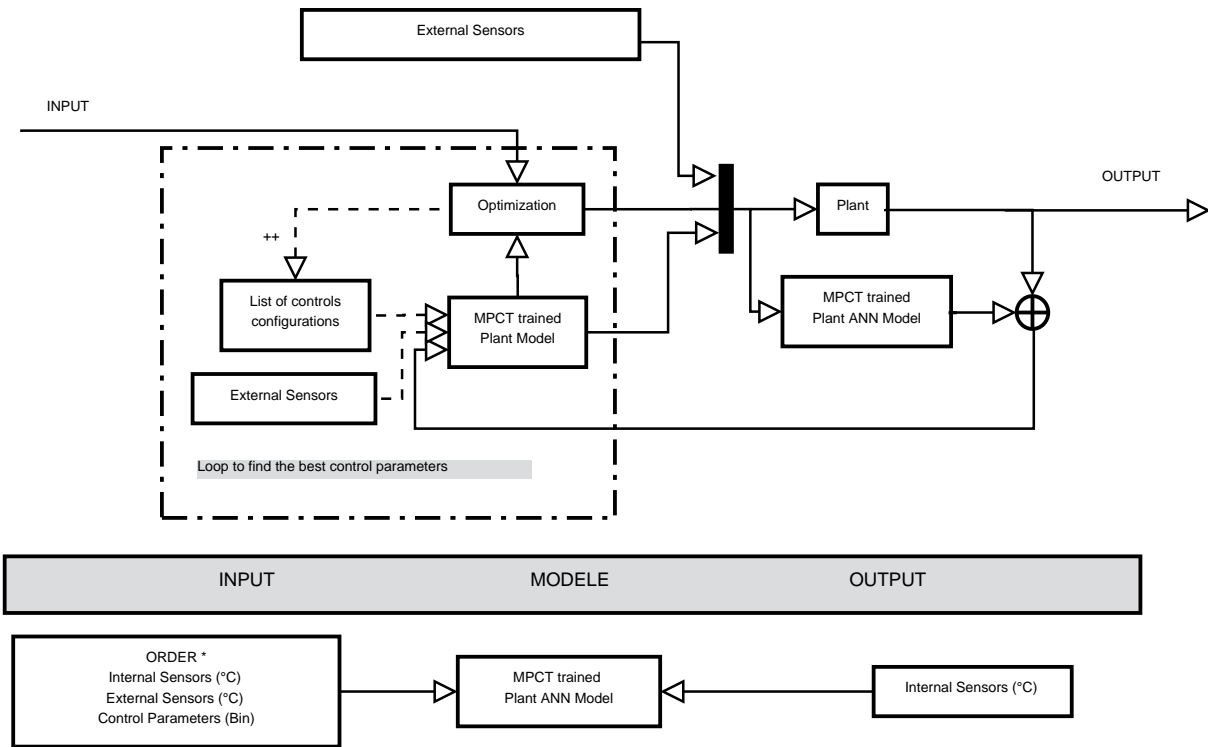 External Sensors
INPUT
OUTPUT
Optimization
Plant
++
List of controls
configurations
MPCT trained
Plant Model
MPCT trained
Plant ANN Model
External Sensors
Loop to find the best control parameters
INPUT MODELE OUTPUT
ORDER *
Internal Sensors (°C)
External Sensors (°C)
Control Parameters (Bin)
MPCT trained
Plant ANN Model
Internal Sensors (°C)